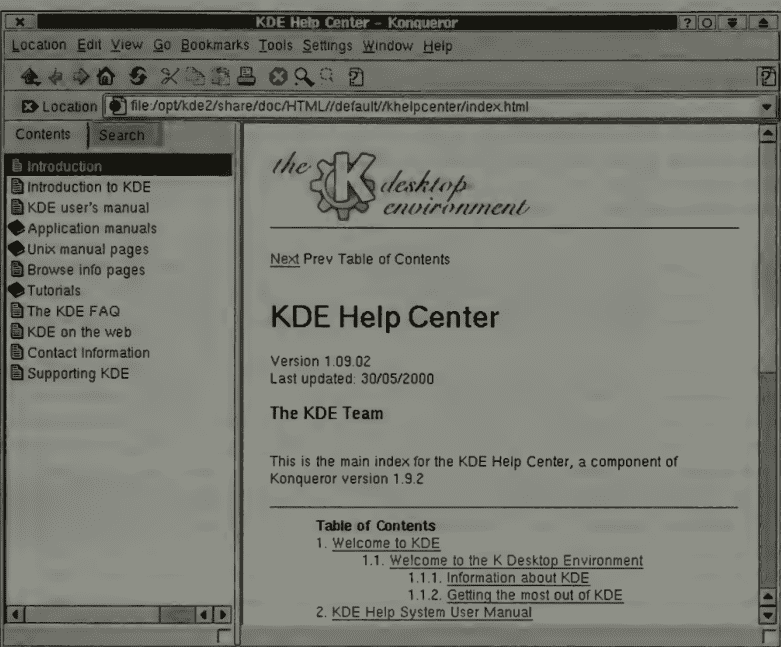 KDE Help Center - Konqueror
Location Edit View Go Bookmarks Tools Settings Window Help
Location file:/opt/kde2/share/doc/HTML//default//khelpcenter/index.html
Contents Search
Introduction
Introduction to KDE
KDE user's manual
Application manuals
Unix manual pages
Browse info pages
Tutorials
The KDE FAQ
KDE on the web
Contact Information
Supporting KDE
the K desktop
environment
Next Prev Table of Contents
KDE Help Center
Version 1.09.02
Last updated: 30/05/2000
The KDE Team
This is the main index for the KDE Help Center, a component of
Konqueror version 1.9.2
Table of Contents
1. Welcome to KDE
1.1. Welcome to the K Desktop Environment
1.1.1. Information about KDE
1.1.2. Getting the most out of KDE
2. KDE Help System User Manual